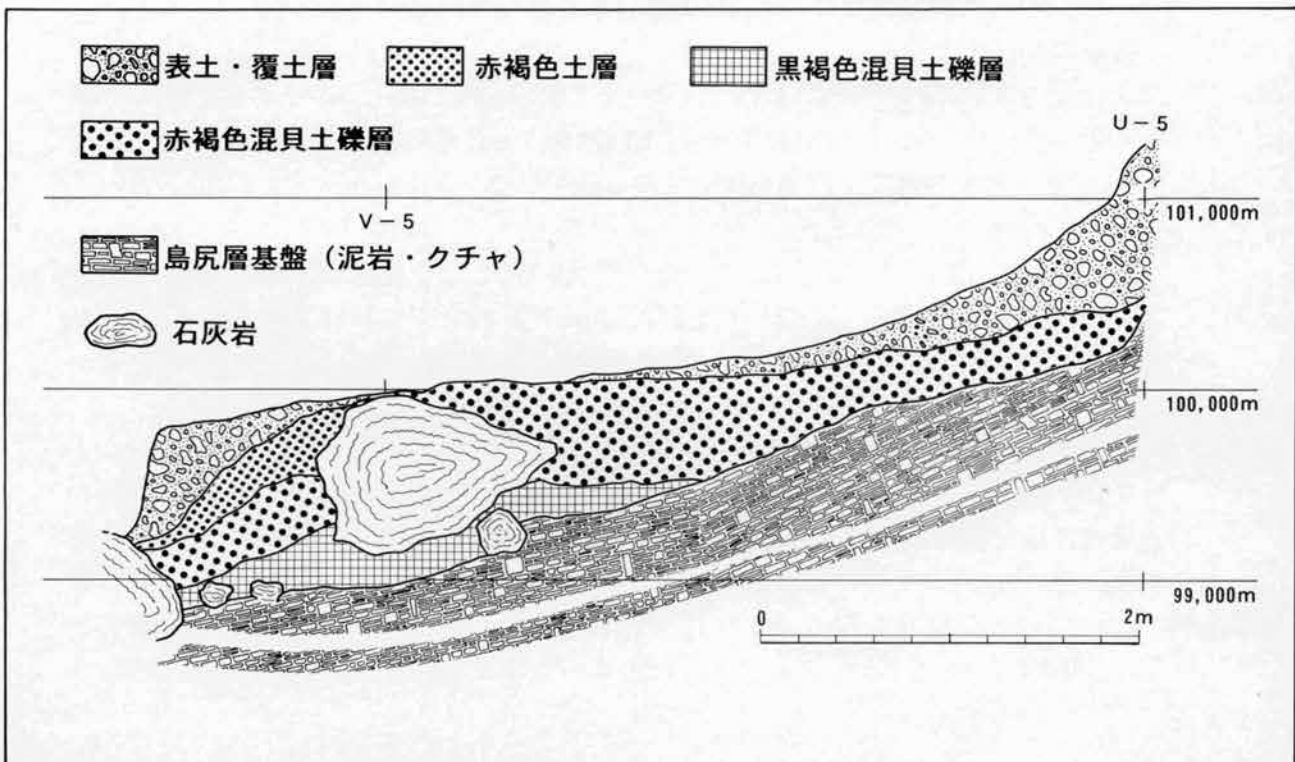 表土・覆土層
赤褐色土層
黒褐色混貝土礫層
赤褐色混貝土礫層
U-5
V-5
101,000m
島尻層基盤（泥岩・クチャ）
石灰岩
100,000m
99,000m
0
2m